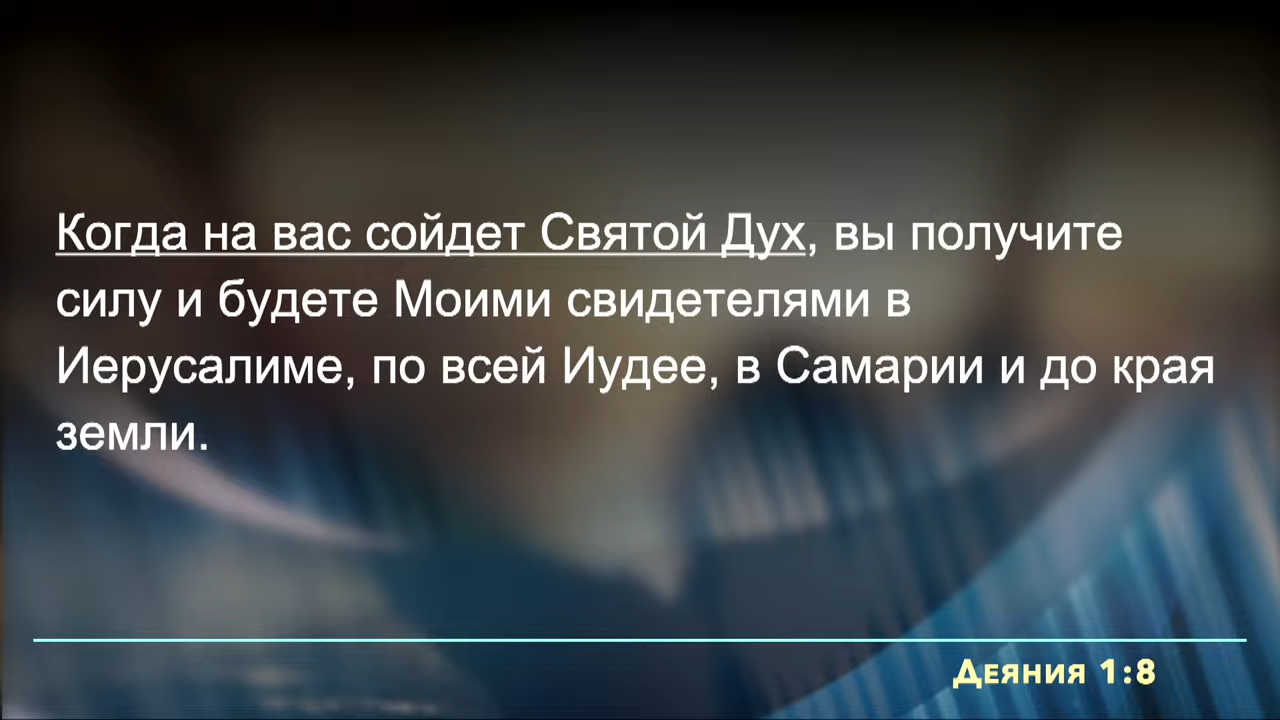 Когда на вас сойдет Святой Дух, вы получите
силу и будете Моими свидетелями в
Иерусалиме, по всей Иудее, в Самарии и до края
земли.
Деяния 1:8